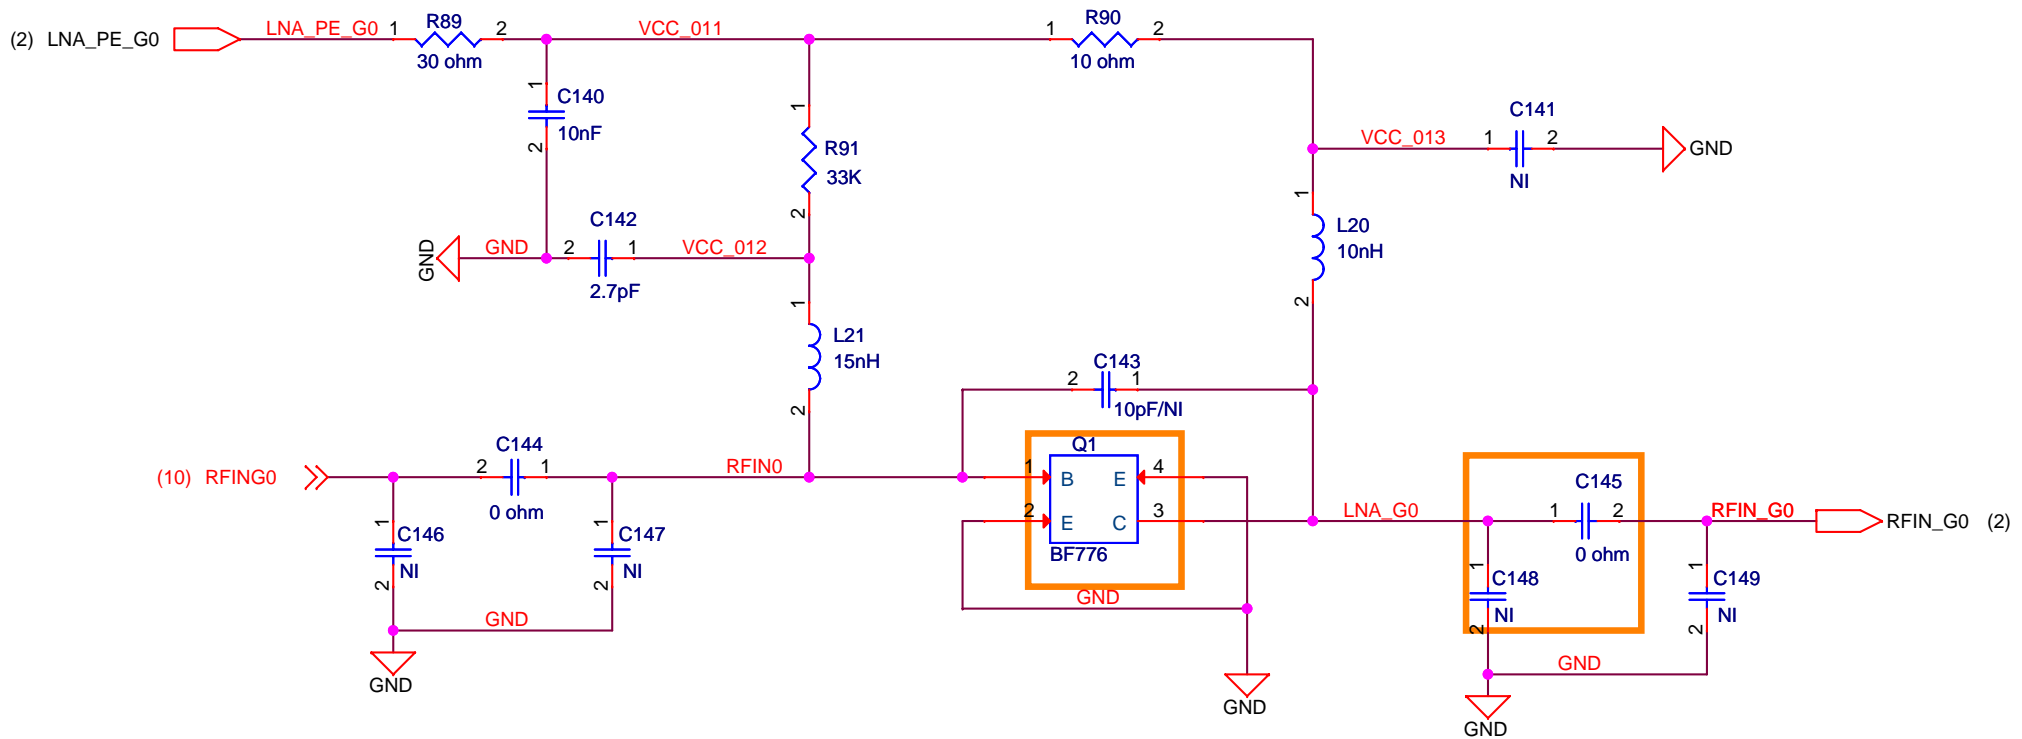 (2) LNA_PE_G0 LNA_PE_G0 1 R89 2 VCC_011 1 R90 2
30 ohm 10 ohm
1 C140 1 C141
10nF R91 VCC_013 1 2 GND
2 33K NI
C142 2 1
GND GND 2 1 VCC_012 L20
2.7pF 10nH
1 2
L21
15nH C143
2 2 1
10pF/NI
C144 Q1
(10) RFING0 2 1 RFIN0 1 B E 4 C145
0 ohm 2 E C 3 LNA_G0 1 2 RFIN_G0 RFIN_G0 (2)
1 C146 1 C147 BF776 0 ohm
NI NI 1 C148 1 C149
2 2 GND NI NI
GND 2 2
GND GND
GND GND